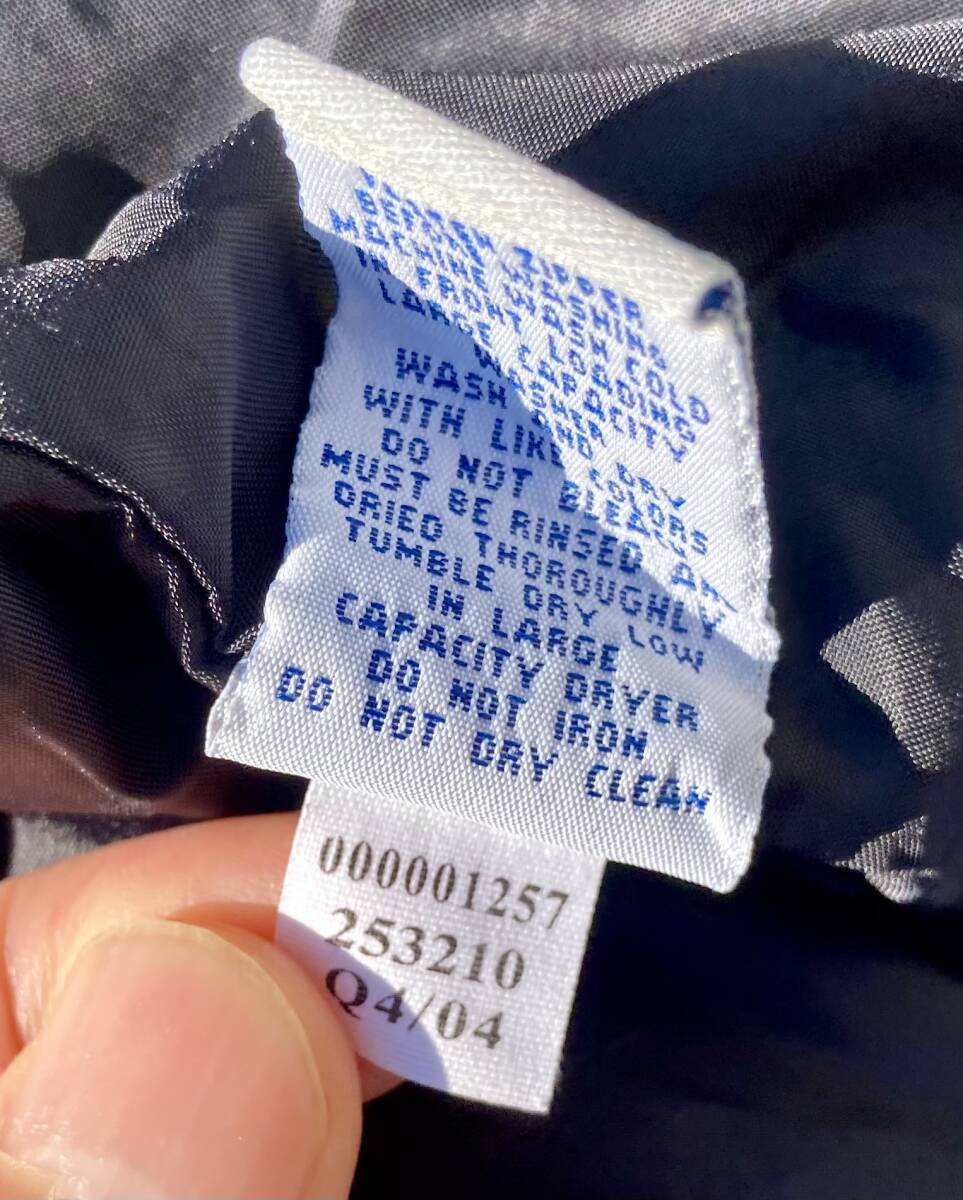 BEFORE WASHING
MACHINE WASH COLD
IN FRONT LOADING
LARGE CAPACITY
WASH
WITH LIKE COLORS
DO NOT BLEACH
MUST BE RINSED AN
DRIED THOROUGHLY
TUMBLE DRY LOW
IN LARGE
CAPACITY DRYER
DO NOT IRON
DO NOT DRY CLEAN
000001257
253210
Q4/04